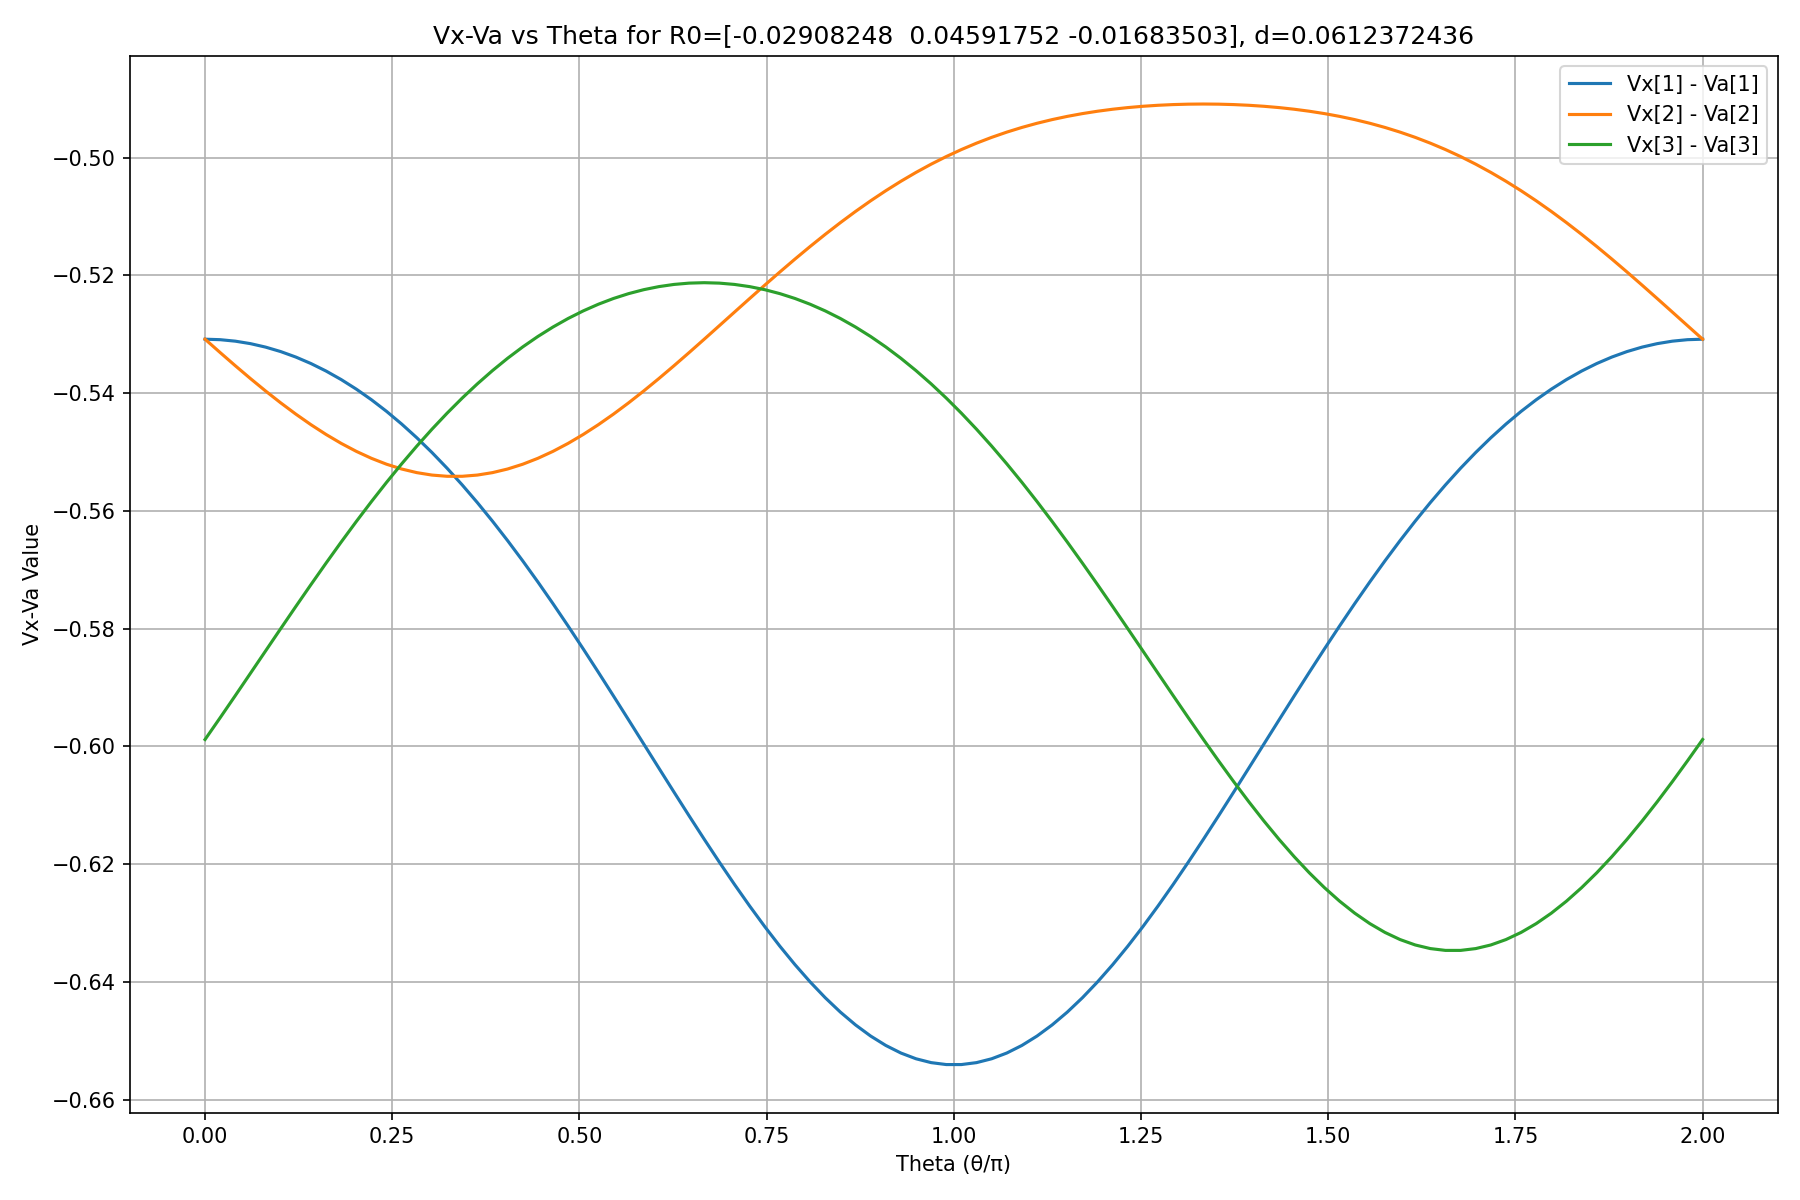 Vx-Va vs Theta for R0=[-0.02908248  0.04591752 -0.01683503], d=0.0612372436
Vx[1] - Va[1]
Vx[2] - Va[2]
Vx[3] - Va[3]
Vx-Va Value
−0.50
−0.52
−0.54
−0.56
−0.58
−0.60
−0.62
−0.64
−0.66
0.00 0.25 0.50 0.75 1.00 1.25 1.50 1.75 2.00
Theta (θ/π)